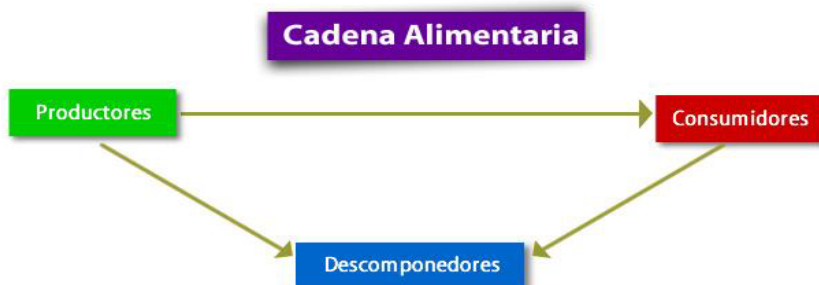 Cadena Alimentaria
Productores
Consumidores
Descomponedores